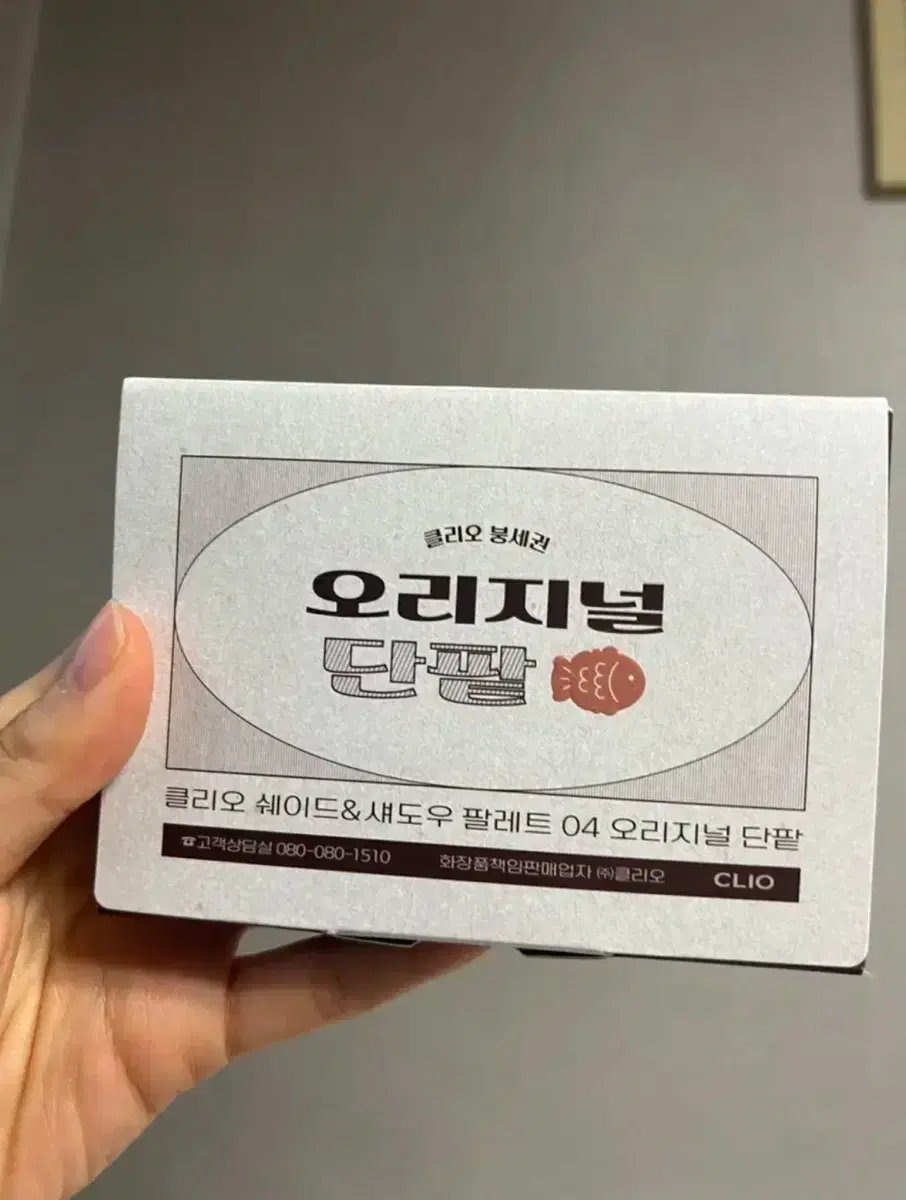 클리오 붕세권
오리지널
단팥
클리오 쉐이드&섀도우 팔레트 04 오리지널 단팥
☎고객상담실 080-080-1510 화장품책임판매업자 ㈜클리오 CLIO